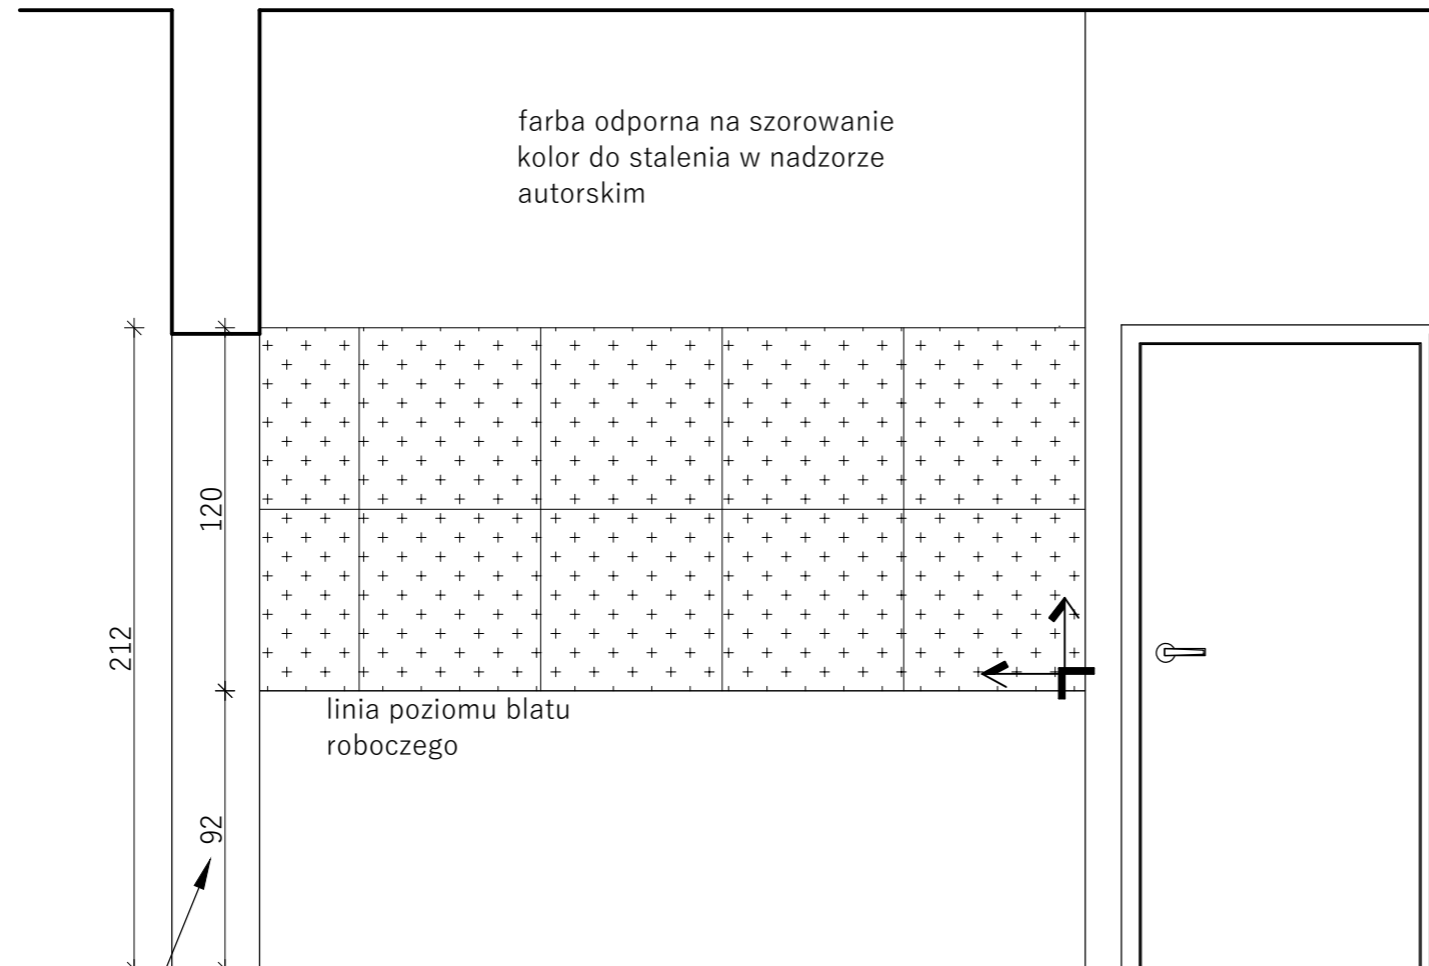 farba odporna na szorowanie
kolor do stalenia w nadzorze
autorskim
120
212
linia poziomu blatu
roboczego
92